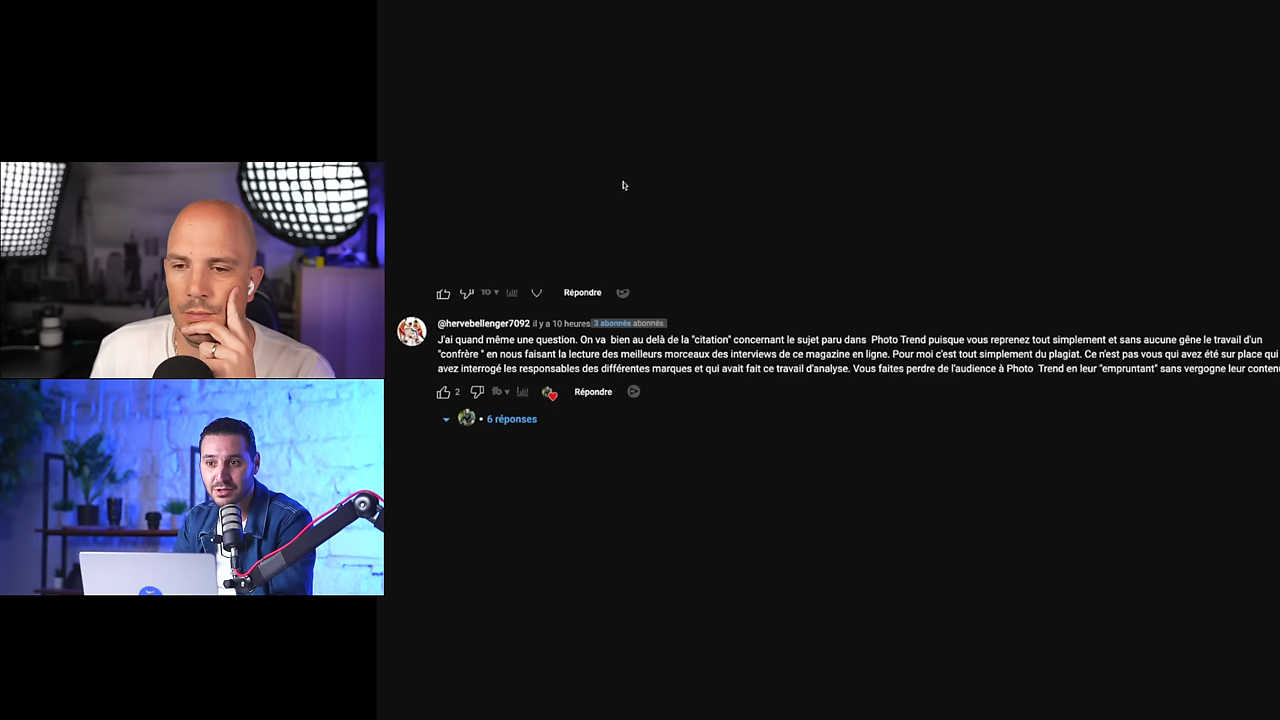 Répondre
@hervebellenger7092 il y a 10 heures 3 abonnés abonnés
J'ai quand même une question. On va bien au delà de la "citation" concernant le sujet paru dans Photo Trend puisque vous reprenez tout simplement et sans aucune gêne le travail d'un
"confrère " en nous faisant la lecture des meilleurs morceaux des interviews de ce magazine en ligne. Pour moi c'est tout simplement du plagiat. Ce n'est pas vous qui avez été sur place qui
avez interrogé les responsables des différentes marques et qui avait fait ce travail d'analyse. Vous faites perdre de l'audience à Photo Trend en leur "empruntant" sans vergogne leur conten
2
Répondre
• 6 réponses